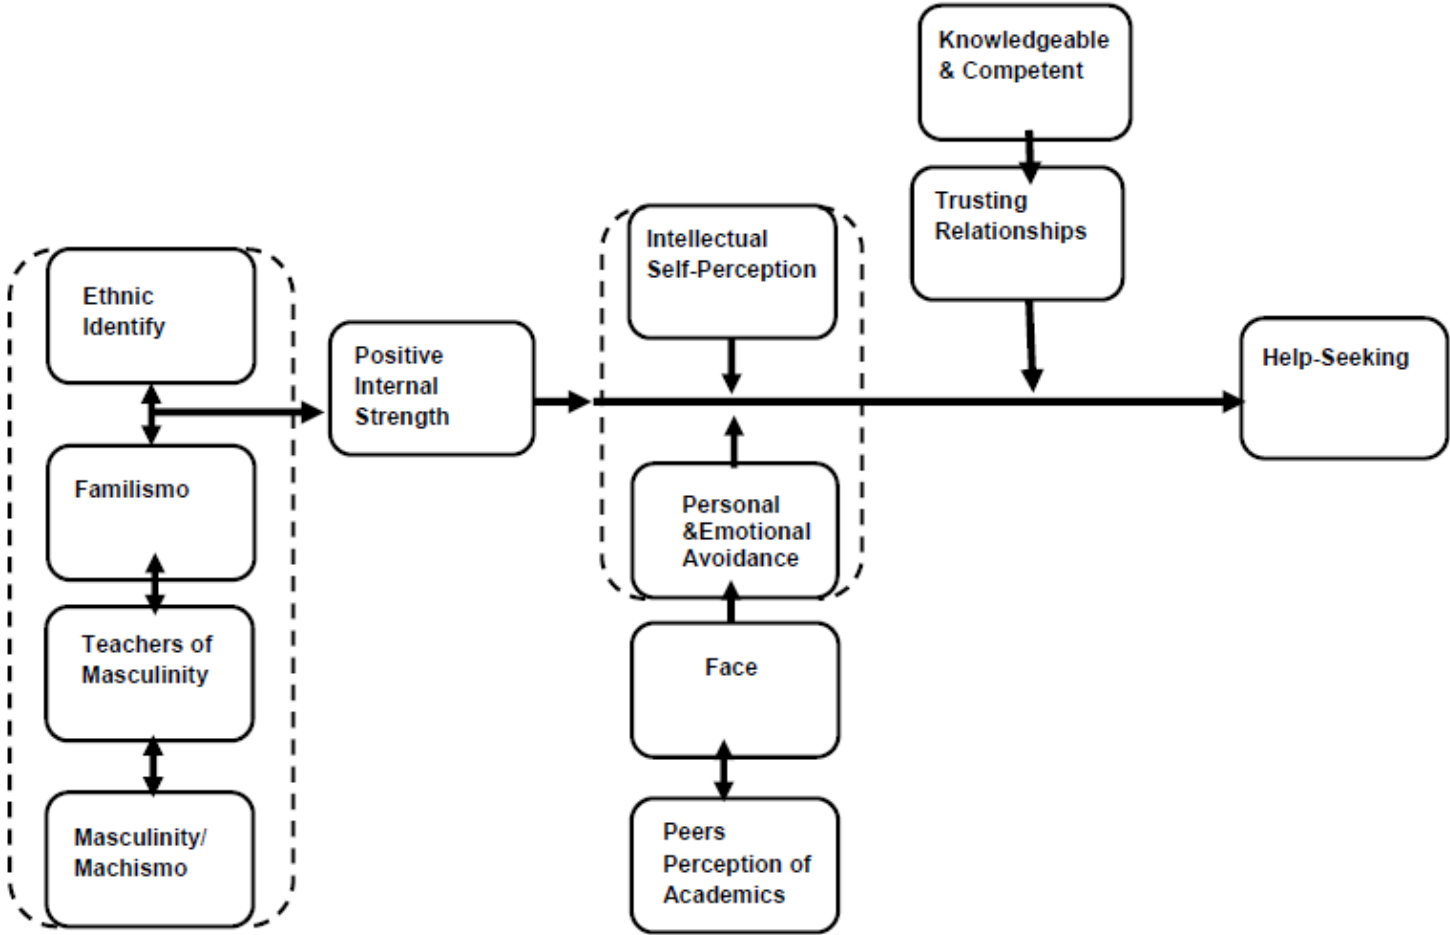 Knowledgeable
& Competent
Trusting
Relationships
Intellectual
Self-Perception
Ethnic
Identify
Positive
Internal
Strength
Help-Seeking
Familismo
Personal
&Emotional
Avoidance
Teachers of
Masculinity
Face
Masculinity/
Machismo
Peers
Perception of
Academics